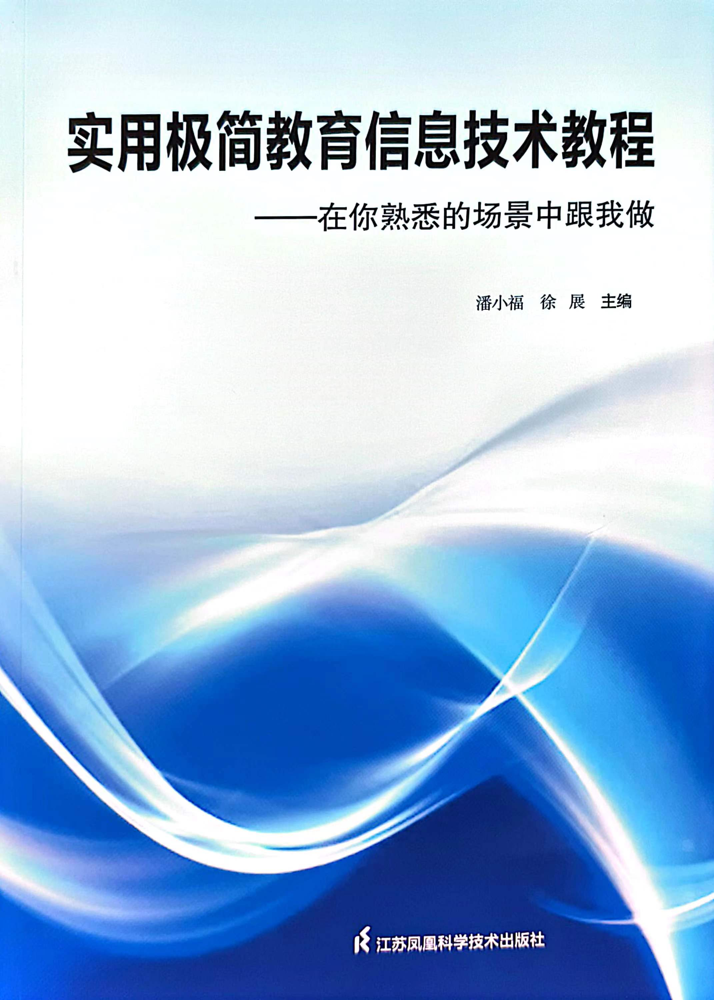 实用极简教育信息技术教程
——在你熟悉的场景中跟我做
潘小福 徐 展 主编
江苏凤凰科学技术出版社